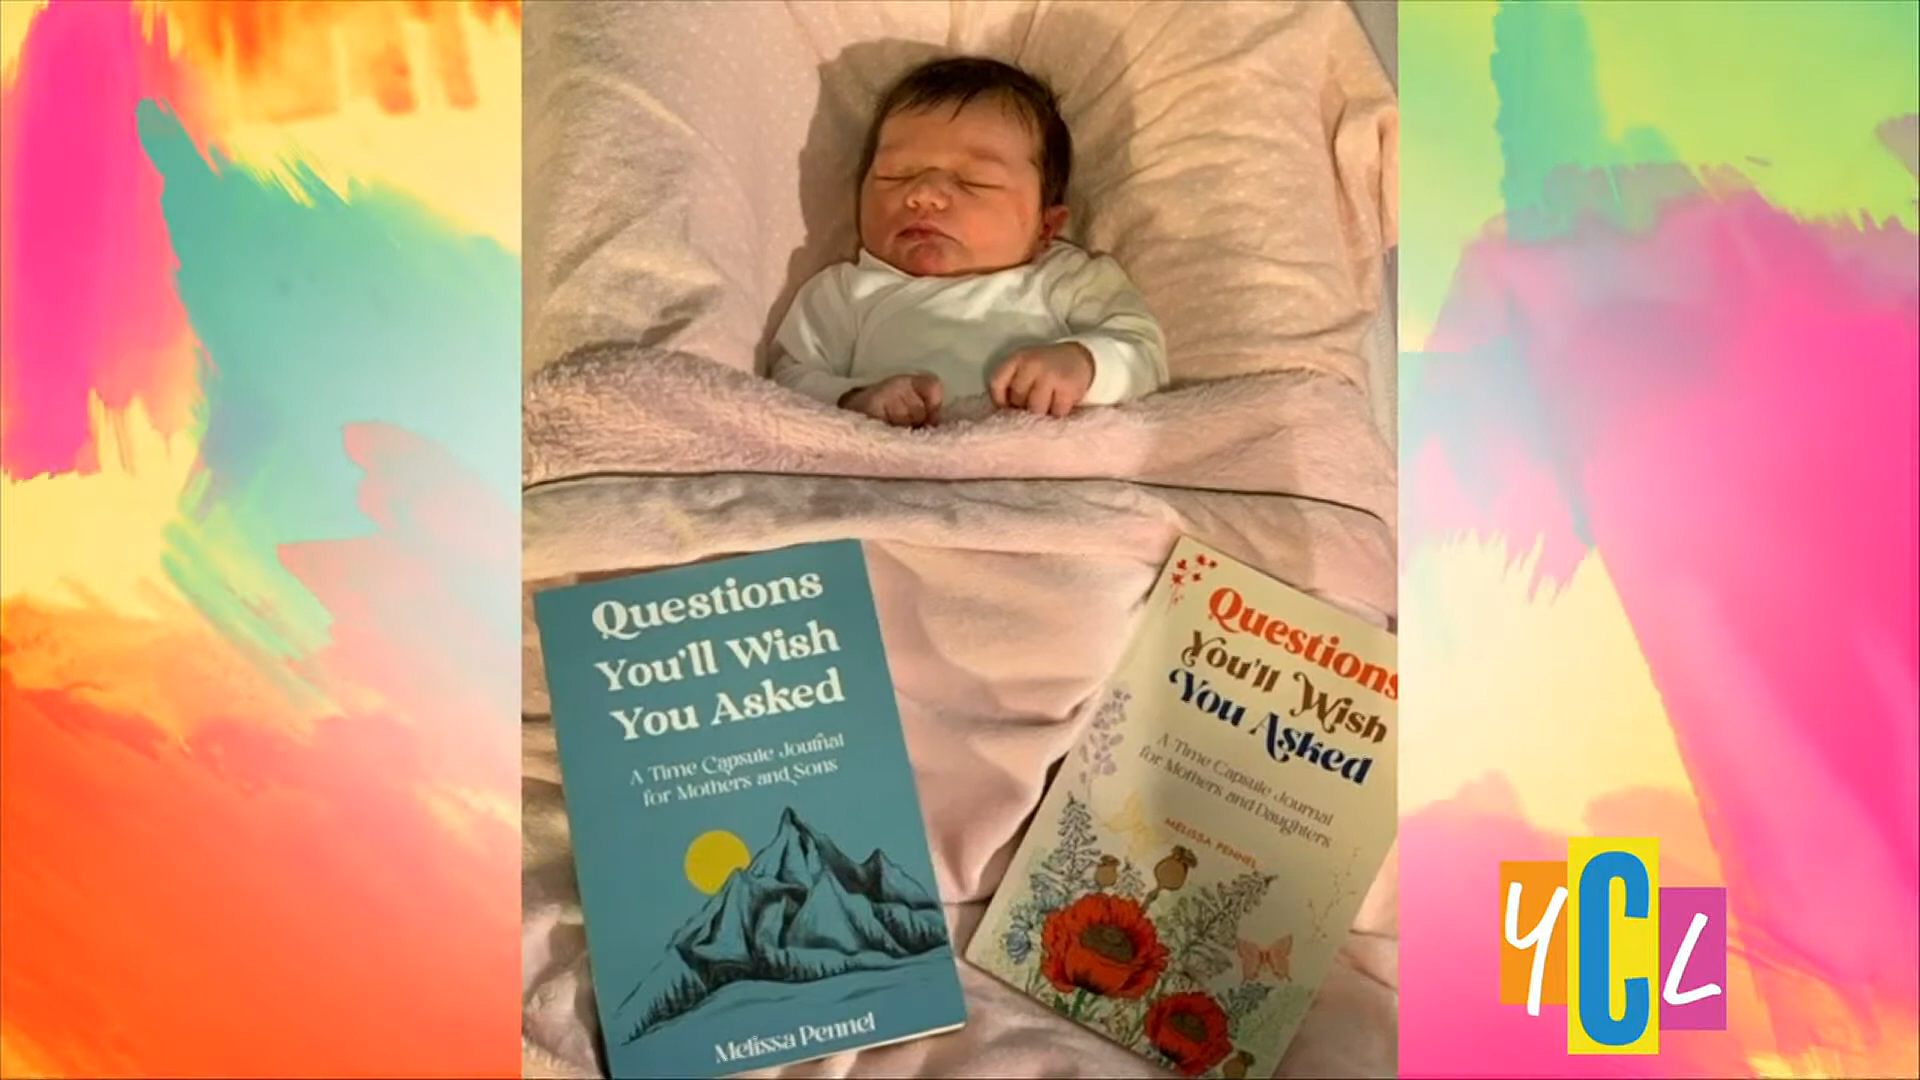 Questions
You'll Wish
You Asked
A Time Capsule Journal
for Mothers and Sons
Melissa Pennel
Questions
You'll Wish
You Asked
A Time Capsule Journal
for Mothers and Daughters
MELISSA PENNEL
YCL